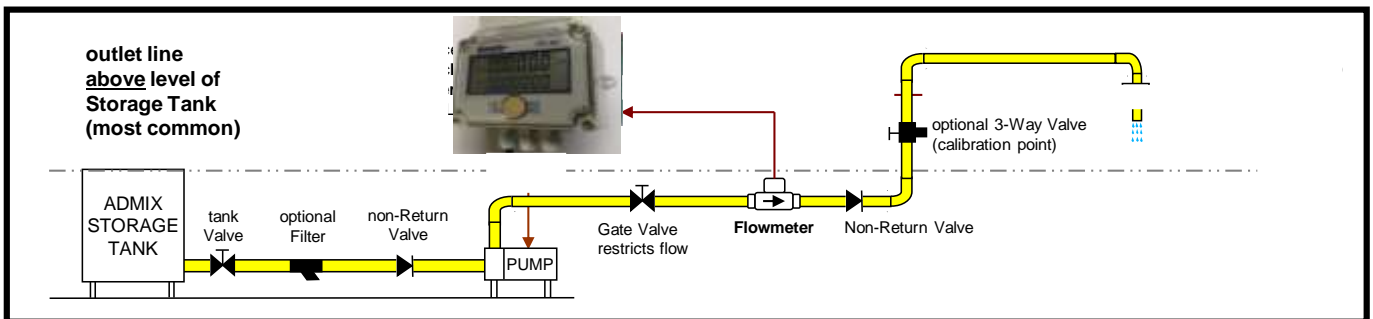 outlet line
above level of
Storage Tank
(most common)
optional 3-Way Valve
(calibration point)
ADMIX
STORAGE
TANK
tank
Valve
optional
Filter
non-Return
Valve
PUMP
Gate Valve
restricts flow
Flowmeter
Non-Return Valve